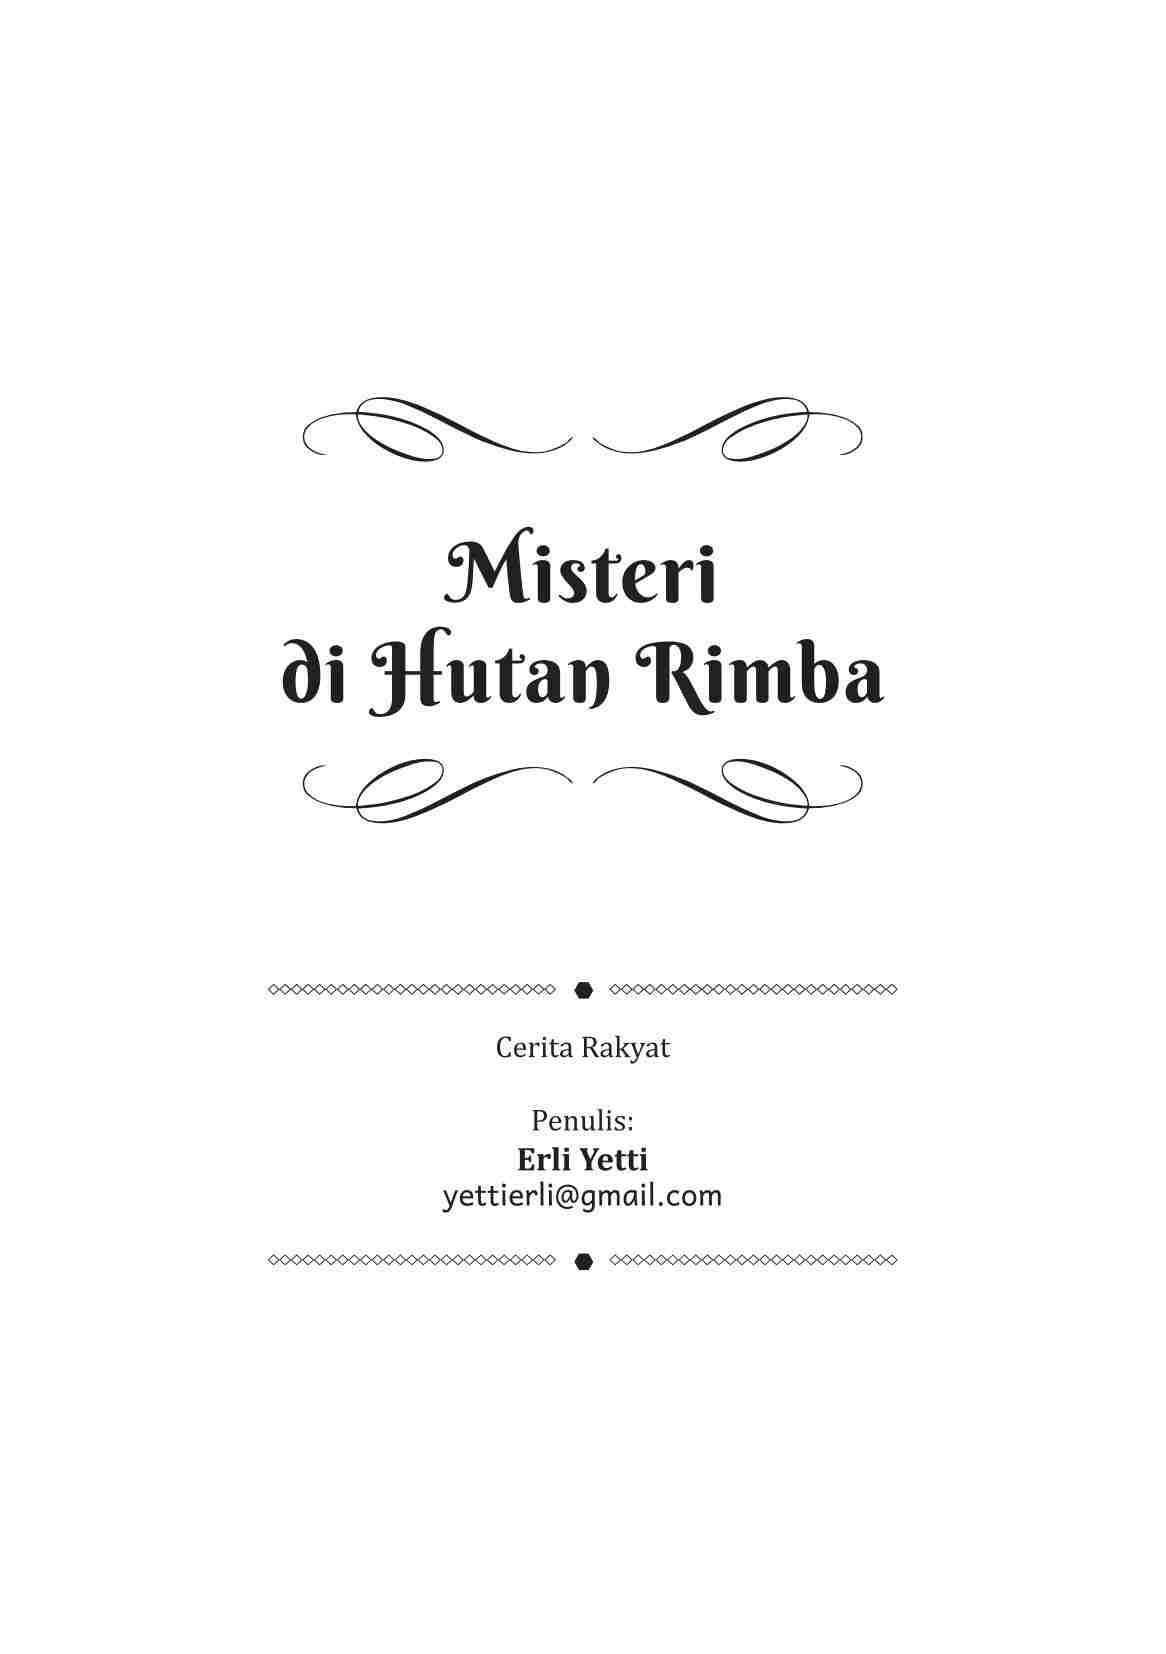 Misteri
di Hutan Rimba
Cerita Rakyat
Penulis:
Erli Yetti
yettierli@gmail.com